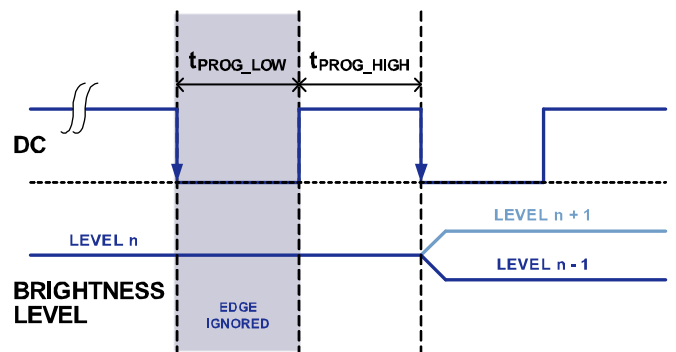 tPROG_LOW tPROG_HIGH
DC
LEVEL n + 1
LEVEL n
LEVEL n - 1
BRIGHTNESS
LEVEL
EDGE
IGNORED